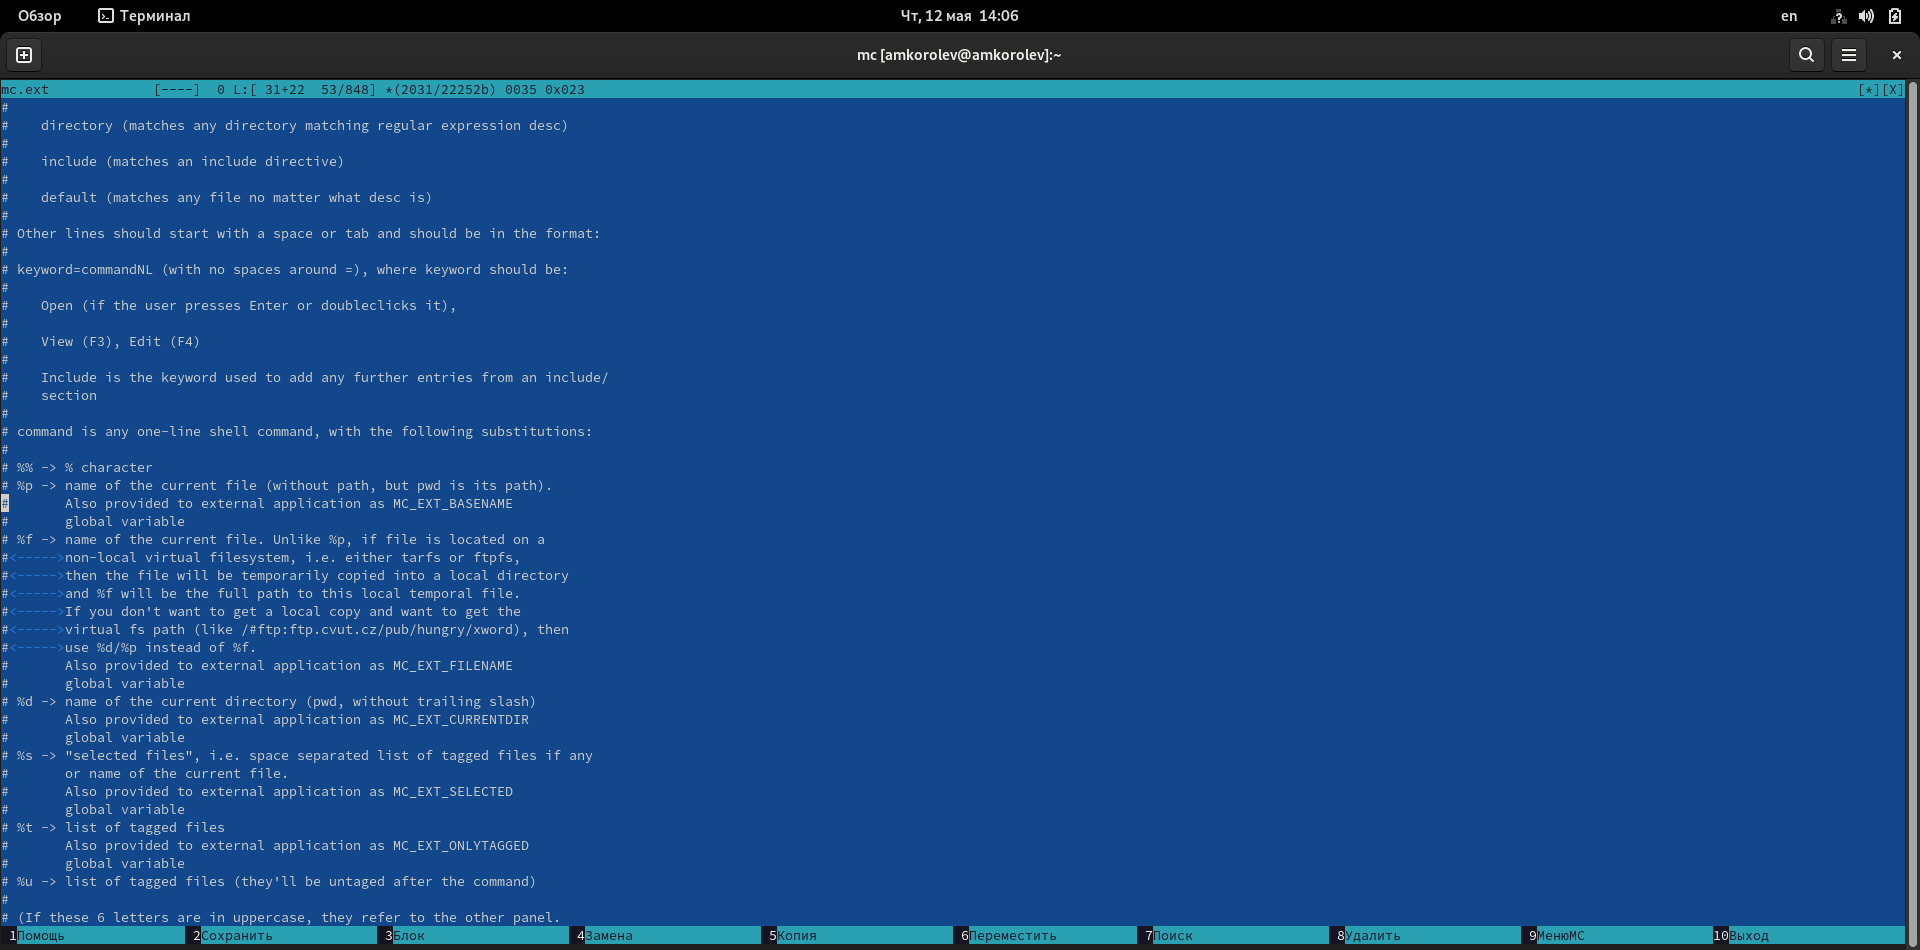 Обзор Терминал Чт, 12 мая 14:06 en
mc [amkorolev@amkorolev]:~
mc.ext [----] 0 L:[ 31+22 53/848] *(2031/22252b) 0035 0x023 [*][X]
#
# directory (matches any directory matching regular expression desc)
#
# include (matches an include directive)
#
# default (matches any file no matter what desc is)
#
# Other lines should start with a space or tab and should be in the format:
#
# keyword=commandNL (with no spaces around =), where keyword should be:
#
# Open (if the user presses Enter or doubleclicks it),
#
# View (F3), Edit (F4)
#
# Include is the keyword used to add any further entries from an include/
# section
#
# command is any one-line shell command, with the following substitutions:
#
# %% -> % character
# %p -> name of the current file (without path, but pwd is its path).
# Also provided to external application as MC_EXT_BASENAME
# global variable
# %f -> name of the current file. Unlike %p, if file is located on a
#<----->non-local virtual filesystem, i.e. either tarfs or ftpfs,
#<----->then the file will be temporarily copied into a local directory
#<----->and %f will be the full path to this local temporal file.
#<----->If you don't want to get a local copy and want to get the
#<----->virtual fs path (like /#ftp:ftp.cvut.cz/pub/hungry/xword), then
#<----->use %d/%p instead of %f.
# Also provided to external application as MC_EXT_FILENAME
# global variable
# %d -> name of the current directory (pwd, without trailing slash)
# Also provided to external application as MC_EXT_CURRENTDIR
# global variable
# %s -> "selected files", i.e. space separated list of tagged files if any
# or name of the current file.
# Also provided to external application as MC_EXT_SELECTED
# global variable
# %t -> list of tagged files
# Also provided to external application as MC_EXT_ONLYTAGGED
# global variable
# %u -> list of tagged files (they'll be untaged after the command)
#
# (If these 6 letters are in uppercase, they refer to the other panel.
1Помощь 2Сохранить 3Блок 4Замена 5Копия 6Переместить 7Поиск 8Удалить 9МенюMC 10Выход